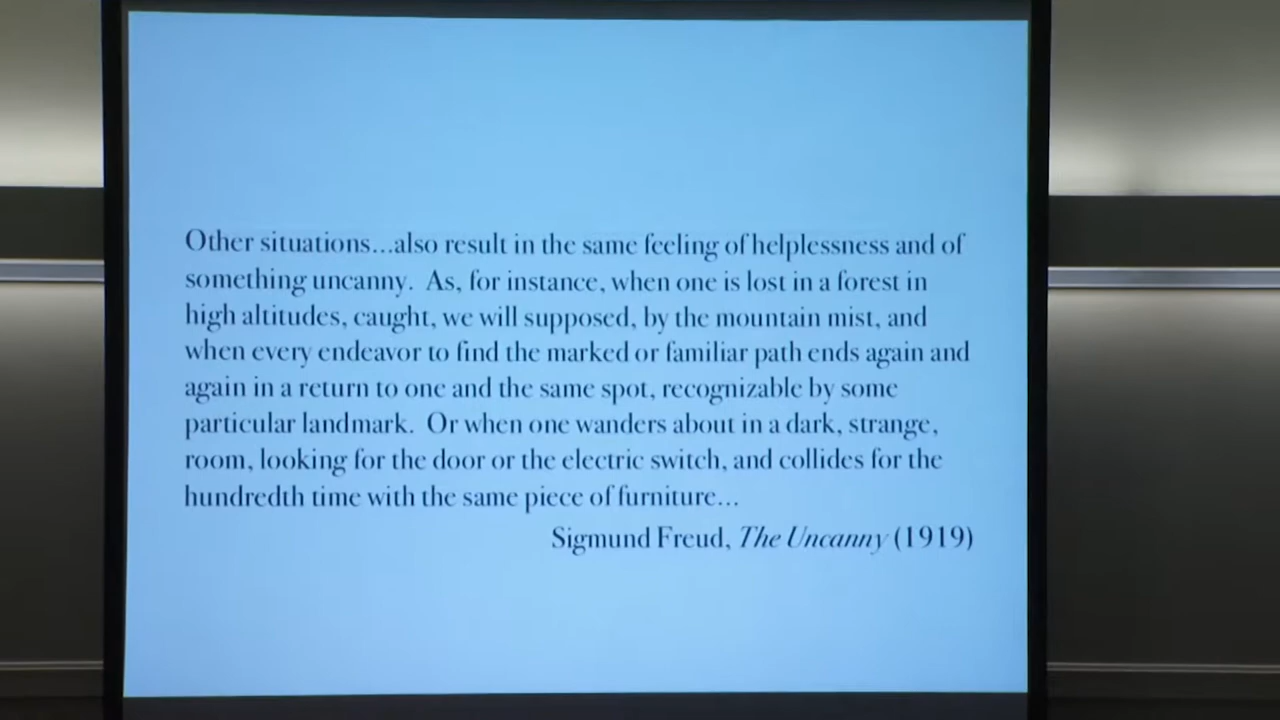 Other situations...also result in the same feeling of helplessness and of
something uncanny.  As, for instance, when one is lost in a forest in
high altitudes, caught, we will supposed, by the mountain mist, and
when every endeavor to find the marked or familiar path ends again and
again in a return to one and the same spot, recognizable by some
particular landmark.  Or when one wanders about in a dark, strange,
room, looking for the door or the electric switch, and collides for the
hundredth time with the same piece of furniture...
Sigmund Freud, The Uncanny (1919)